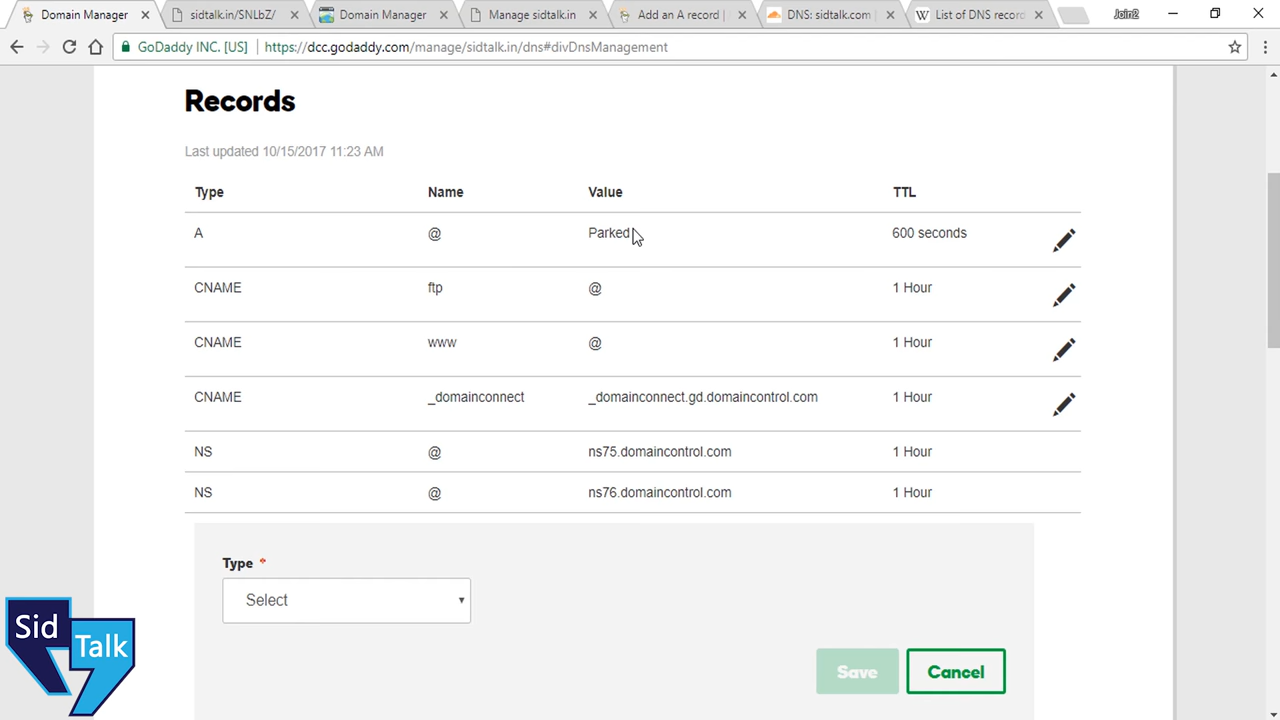 Domain Manager
sidtalk.in/SNLbZ/
Domain Manager
Manage sidtalk.in
Add an A record |
DNS: sidtalk.com |
List of DNS record
Join2
GoDaddy INC. [US] | https://dcc.godaddy.com/manage/sidtalk.in/dns#divDnsManagement
Records
Last updated 10/15/2017 11:23 AM
Type Name Value TTL
A @ Parked 600 seconds
CNAME ftp @ 1 Hour
CNAME www @ 1 Hour
CNAME _domainconnect _domainconnect.gd.domaincontrol.com 1 Hour
NS @ ns75.domaincontrol.com 1 Hour
NS @ ns76.domaincontrol.com 1 Hour
Type *
Select
Save Cancel
Sid
Talk